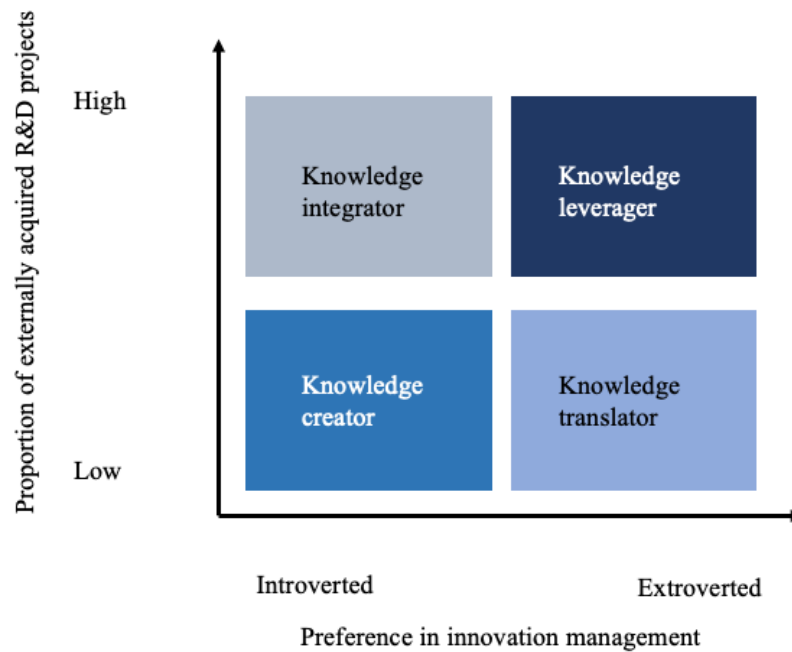 Proportion of externally acquired R&D projects
High
Knowledge
integrator
Knowledge
leverager
Knowledge
creator
Knowledge
translator
Low
Introverted
Extroverted
Preference in innovation management